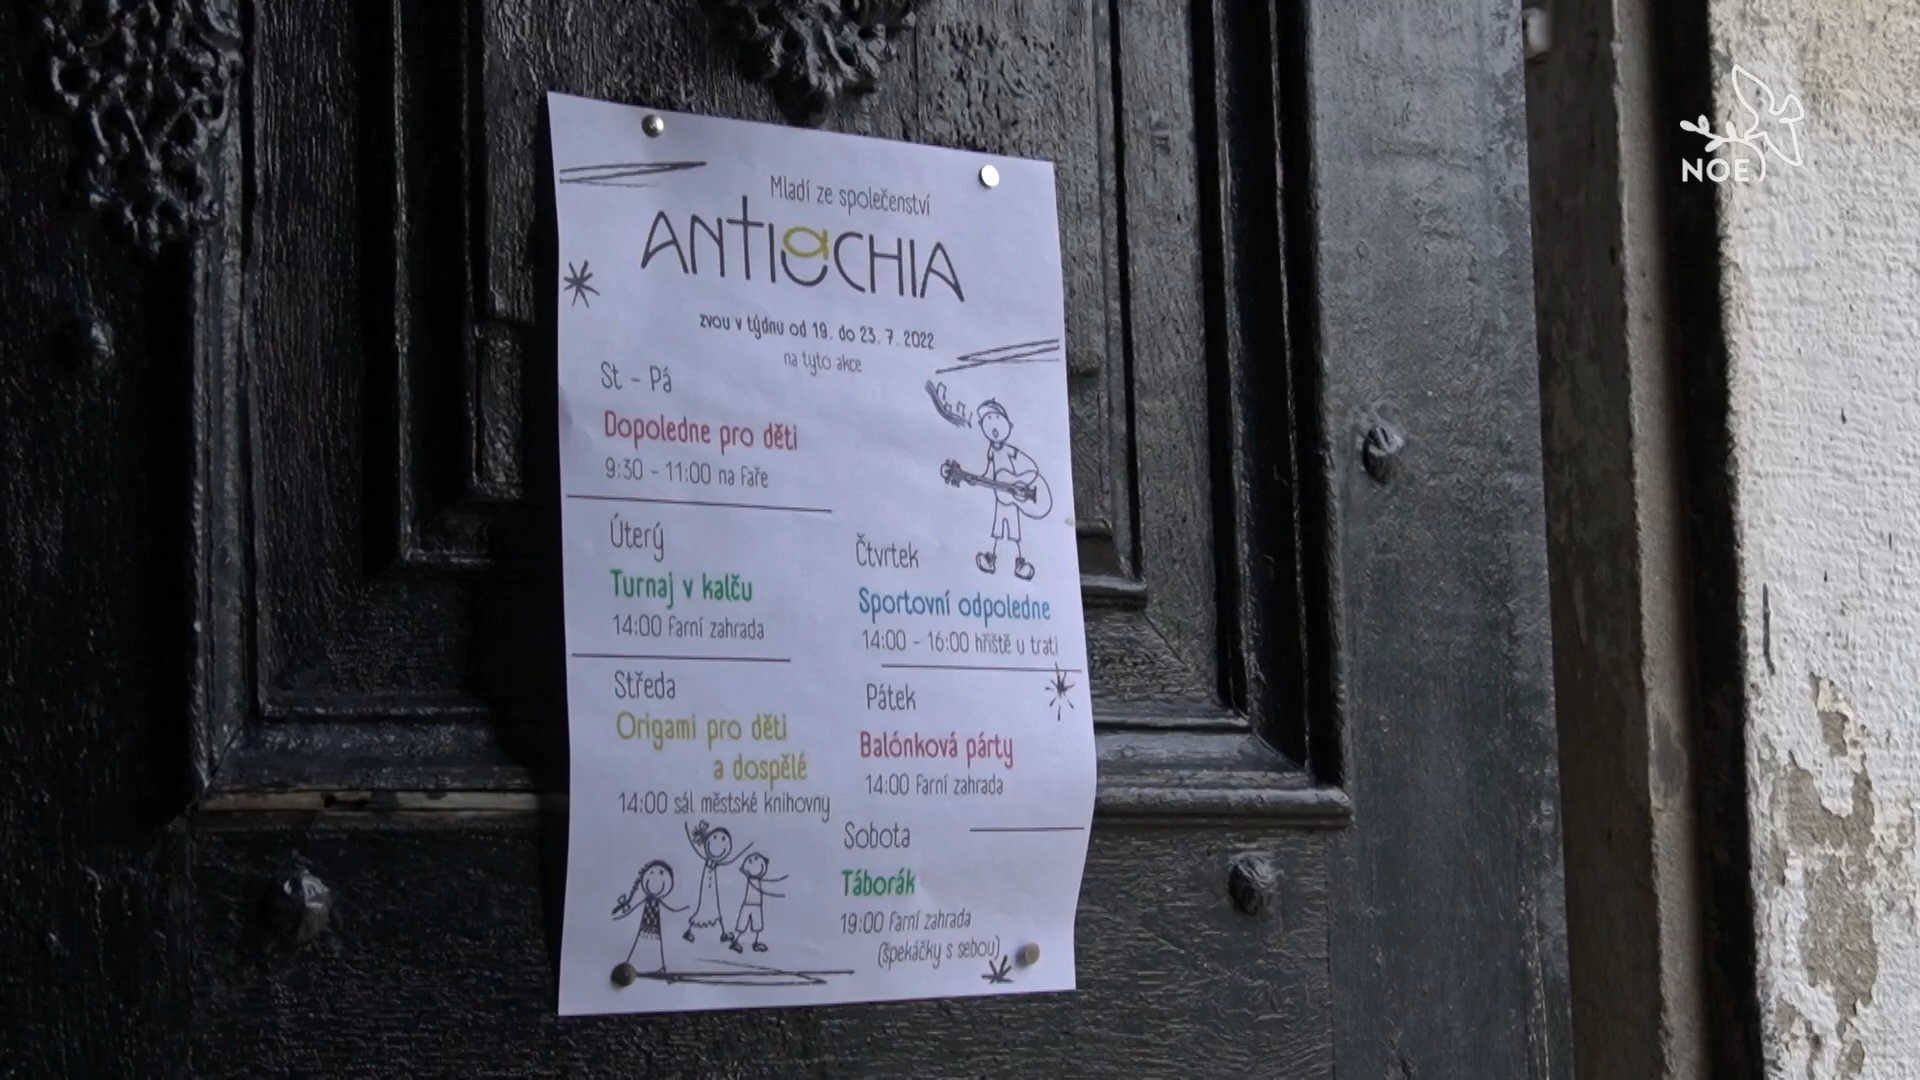 Mladí ze společenství
ANTIOCHIA
zvou v týdnu od 19. do 23. 7. 2022
na tyto akce
St - Pá
Dopoledne pro děti
9:30 - 11:00 na faře
Úterý
Turnaj v kalču
14:00 farní zahrada
Středa
Origami pro děti
a dospělé
14:00 sál městské knihovny
Čtvrtek
Sportovní odpoledne
14:00 - 16:00 hřiště u trati
Pátek
Balónková párty
14:00 farní zahrada
Sobota
Táborák
19:00 farní zahrada
(špekáčky s sebou)
NOE